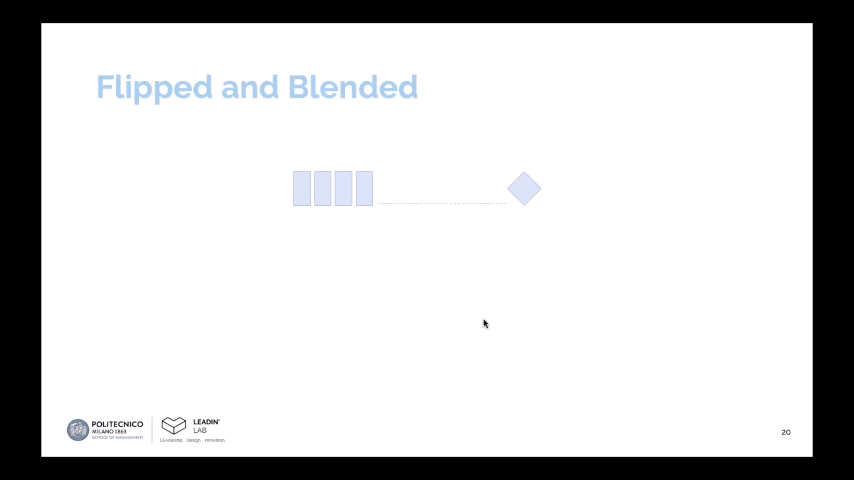 Flipped and Blended
POLITECNICO
MILANO 1863
SCHOOL OF MANAGEMENT
LEADIN'
LAB
LEadership · Design · Innovation
20